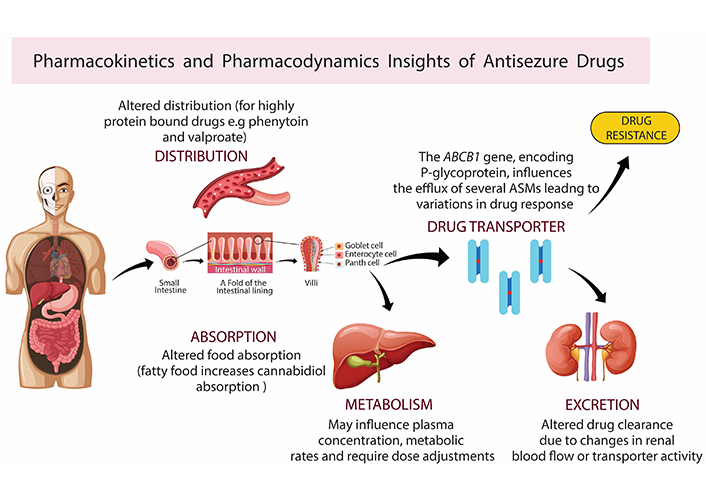 Pharmacokinetics and Pharmacodynamics Insights of Antisezure Drugs
Altered distribution (for highly
protein bound drugs e.g phenytoin
and valproate)
DISTRIBUTION
DRUG
RESISTANCE
The ABCB1 gene, encoding
P-glycoprotein, influences
the efflux of several ASMs leadng to
variations in drug response
DRUG TRANSPORTER
Goblet cell
Enterocyte cell
Panth cell
Intestinal wall
Small
Intestine
A Fold of the
Intestinal lining
Villi
ABSORPTION
Altered food absorption
(fatty food increases cannabidiol
absorption )
METABOLISM
May influence plasma
concentration, metabolic
rates and require dose adjustments
EXCRETION
Altered drug clearance
due to changes in renal
blood flow or transporter activity